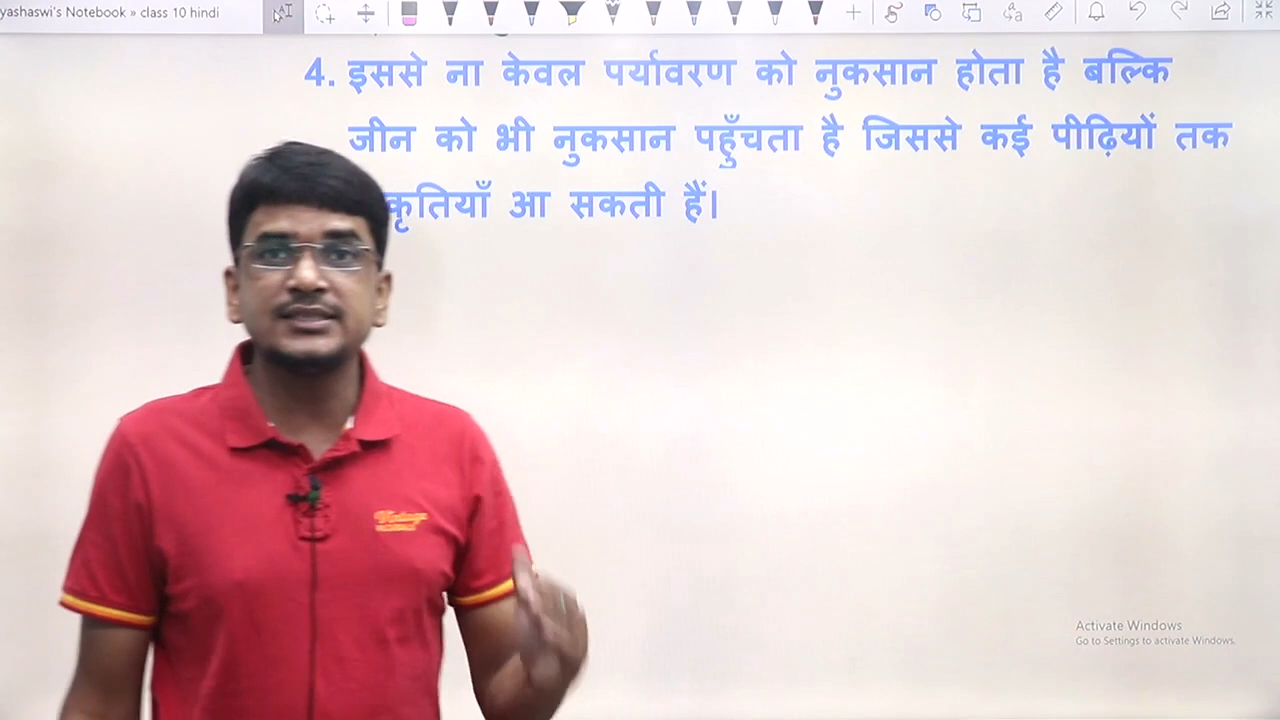 yashaswi's Notebook » class 10 hindi
4. इससे ना केवल पर्यावरण को नुकसान होता है बल्कि
जीन को भी नुकसान पहुँचता है जिससे कई पीढ़ियों तक
कृतियाँ आ सकती हैं।
Activate Windows
Go to Settings to activate Windows.